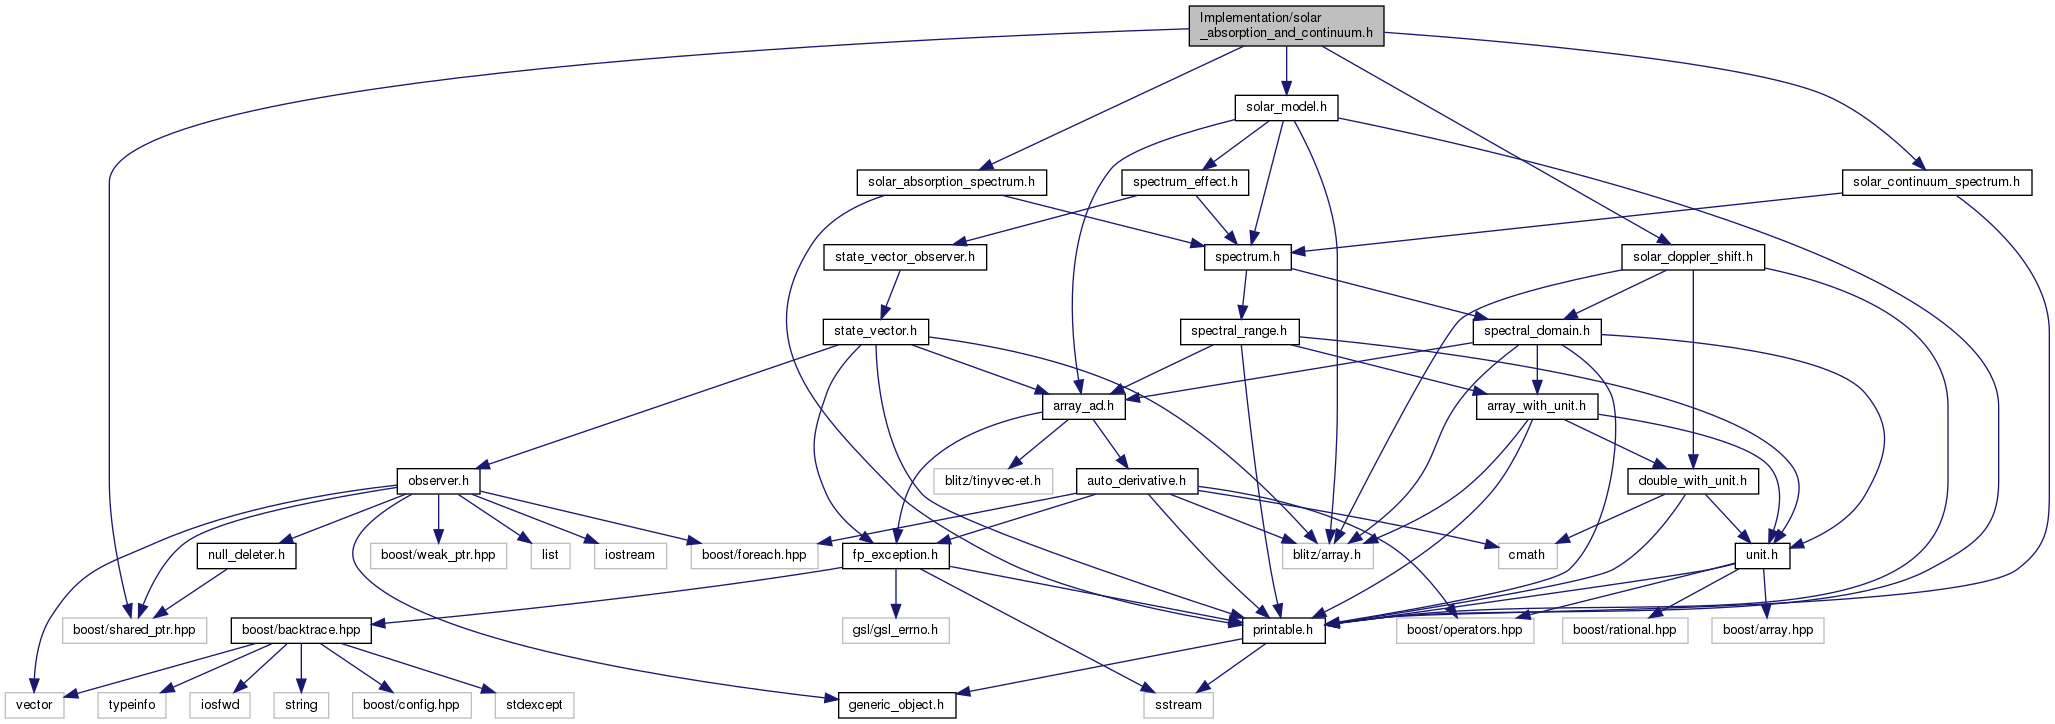 Implementation/solar
_absorption_and_continuum.h
solar_model.h
solar_absorption_spectrum.h
spectrum_effect.h
solar_continuum_spectrum.h
state_vector_observer.h
spectrum.h
solar_doppler_shift.h
state_vector.h
spectral_range.h
spectral_domain.h
array_ad.h
array_with_unit.h
observer.h
blitz/tinyvec-et.h
auto_derivative.h
double_with_unit.h
null_deleter.h
boost/weak_ptr.hpp
list
iostream
boost/foreach.hpp
fp_exception.h
blitz/array.h
cmath
unit.h
boost/shared_ptr.hpp
boost/backtrace.hpp
gsl/gsl_errno.h
printable.h
boost/operators.hpp
boost/rational.hpp
boost/array.hpp
vector
typeinfo
iosfwd
string
boost/config.hpp
stdexcept
generic_object.h
sstream